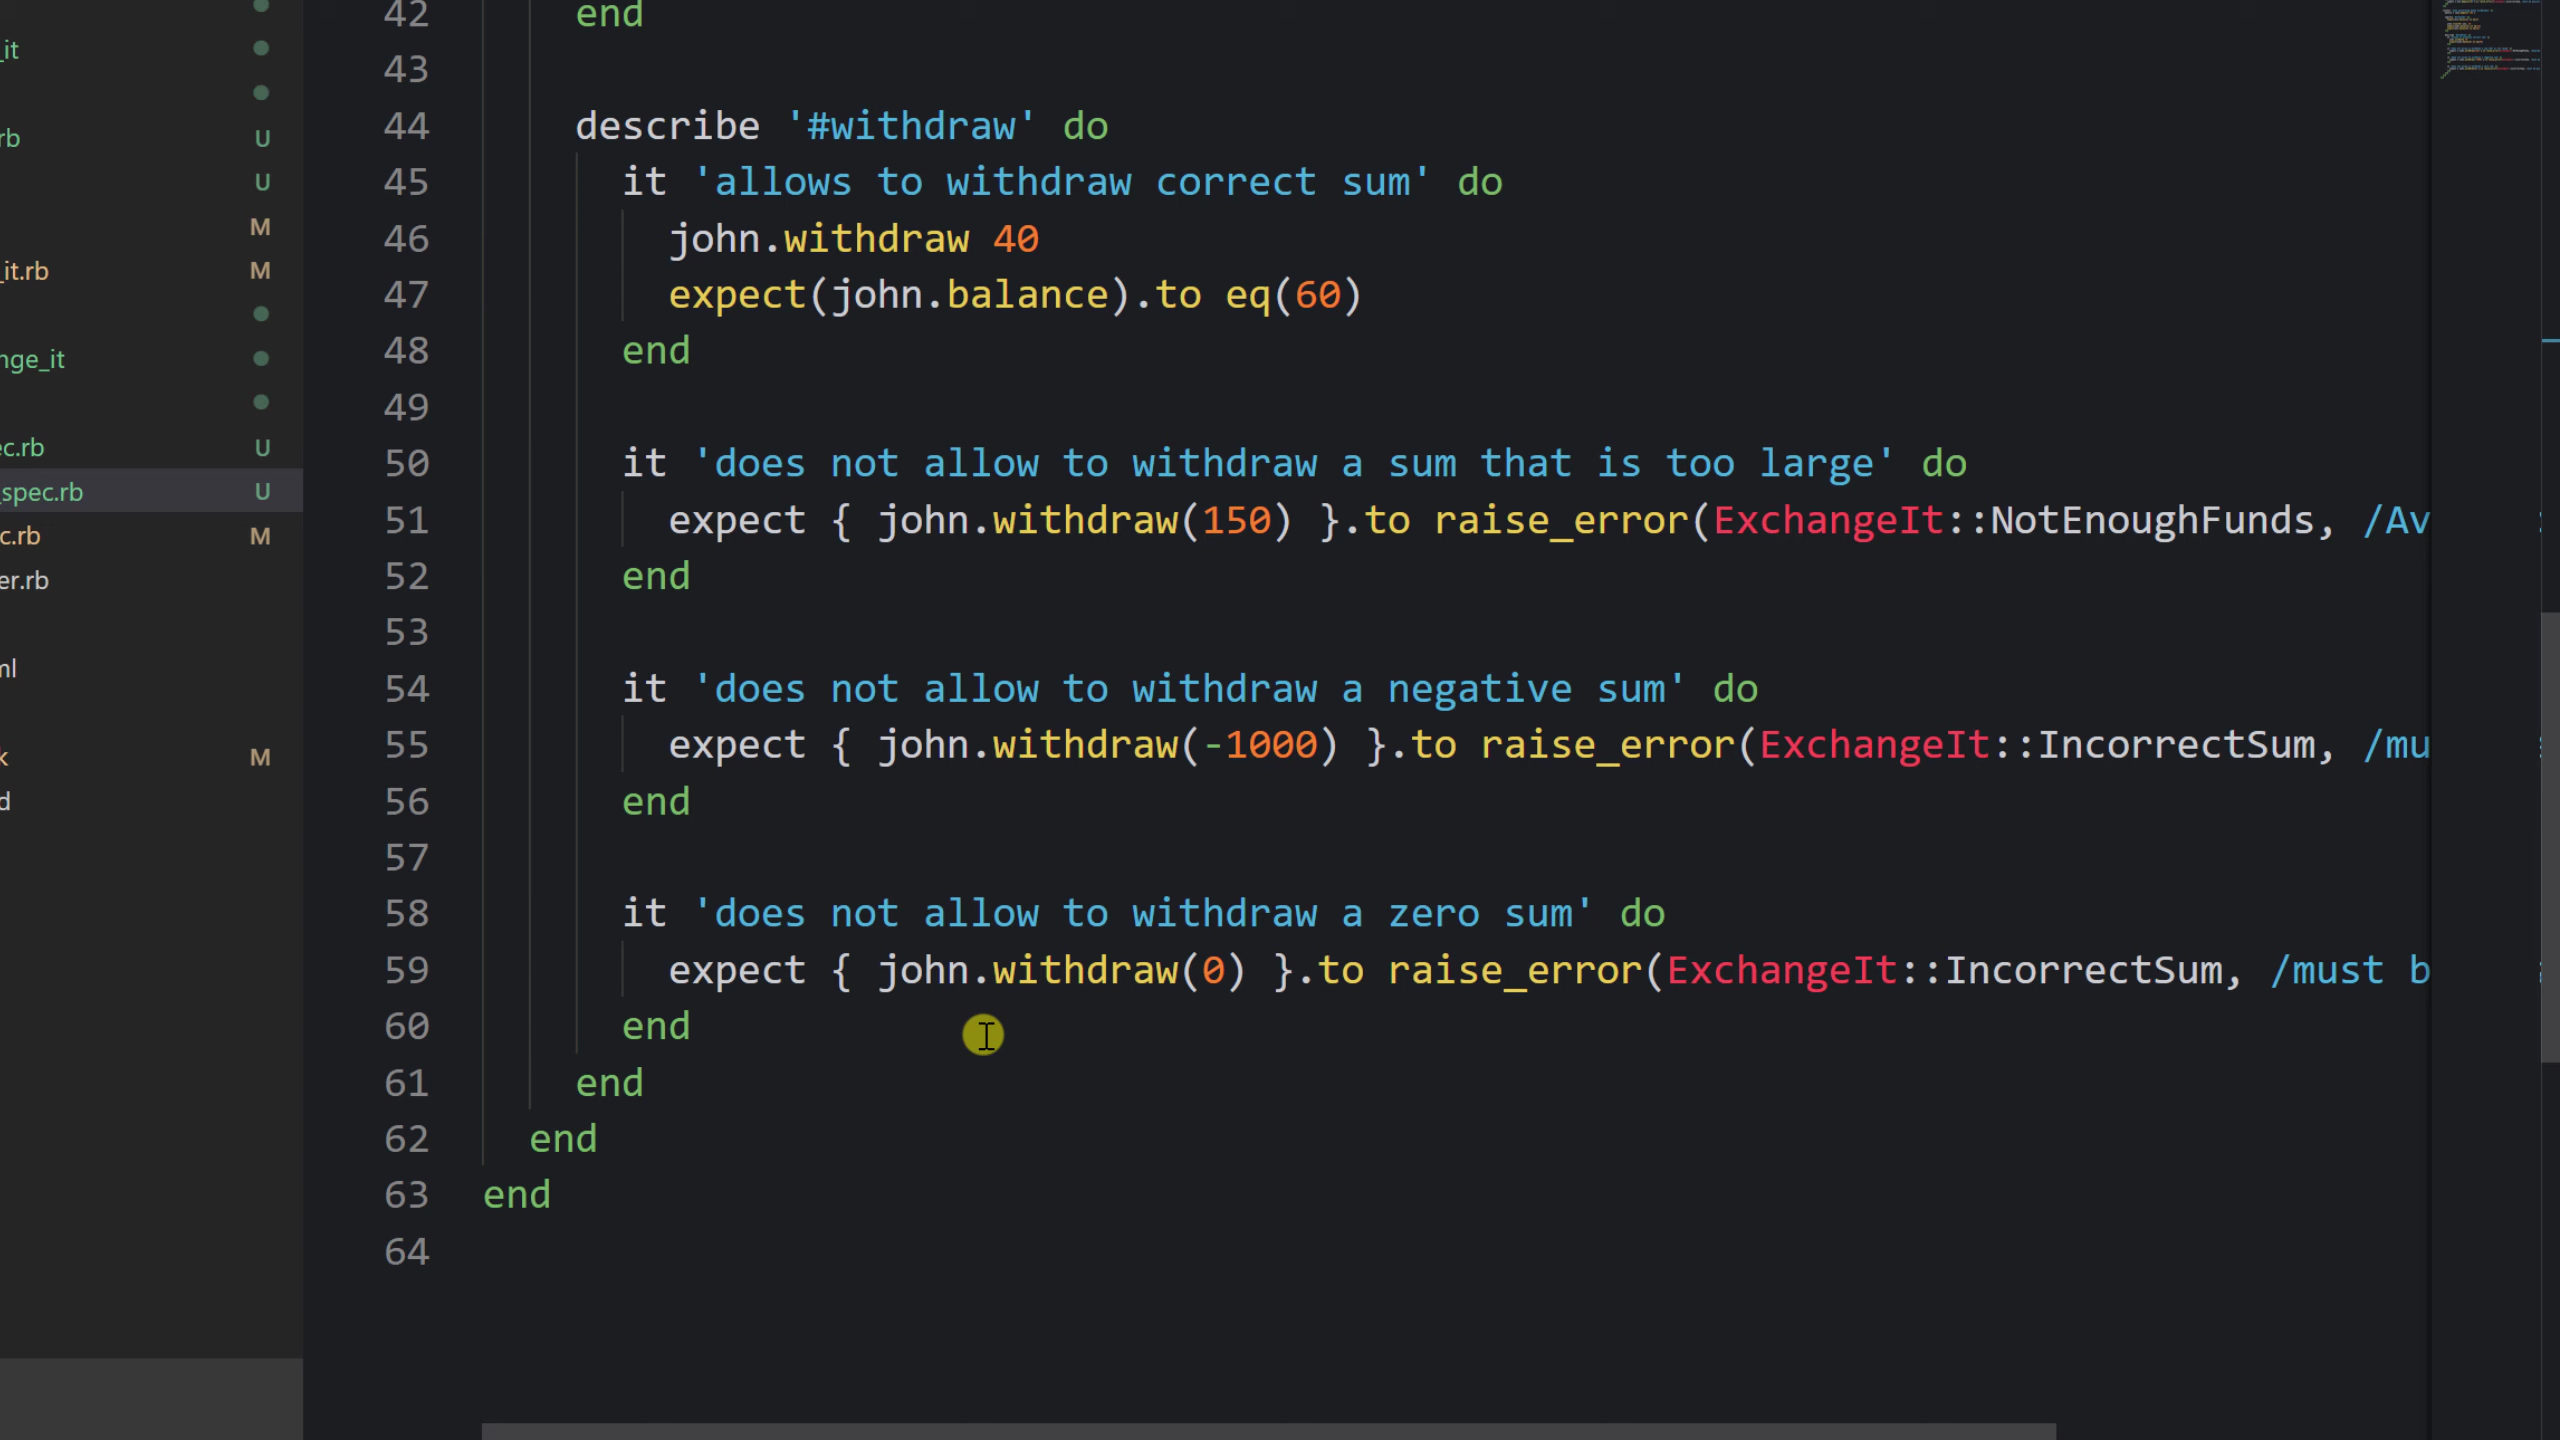 _it
rb
U
U
M
_it.rb
M
nge_it
ec.rb
U
_spec.rb
U
c.rb
M
er.rb
ml
k
M
d
42 end
43
44 describe '#withdraw' do
45 it 'allows to withdraw correct sum' do
46 john.withdraw 40
47 expect(john.balance).to eq(60)
48 end
49
50 it 'does not allow to withdraw a sum that is too large' do
51 expect { john.withdraw(150) }.to raise_error(ExchangeIt::NotEnoughFunds, /Av
52 end
53
54 it 'does not allow to withdraw a negative sum' do
55 expect { john.withdraw(-1000) }.to raise_error(ExchangeIt::IncorrectSum, /mu
56 end
57
58 it 'does not allow to withdraw a zero sum' do
59 expect { john.withdraw(0) }.to raise_error(ExchangeIt::IncorrectSum, /must b
60 end
61 end
62 end
63 end
64